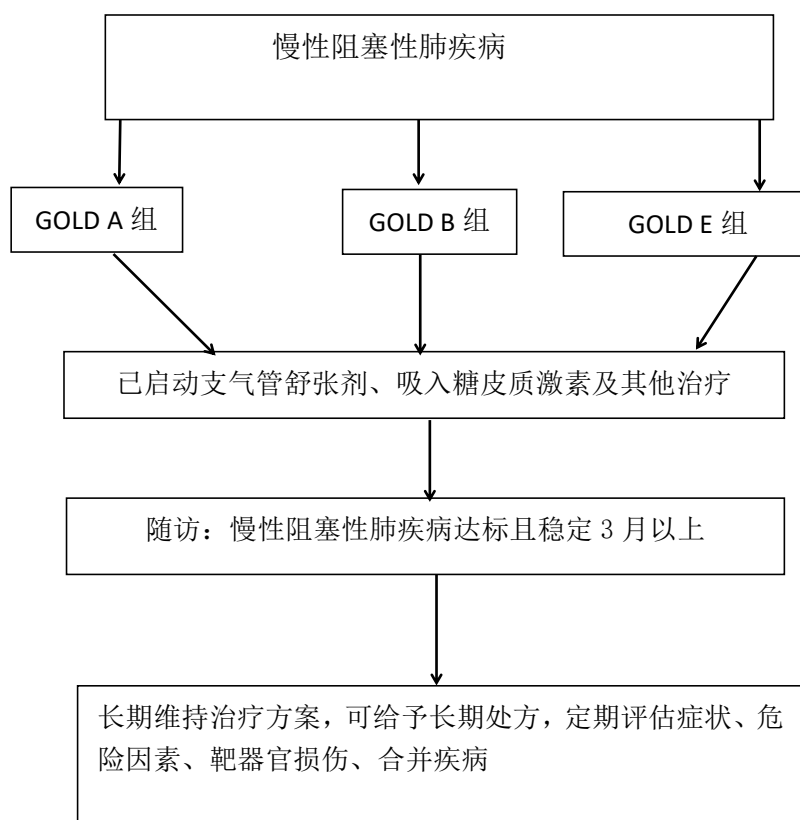 慢性阻塞性肺疾病
GOLD A 组
GOLD B 组
GOLD E 组
已启动支气管舒张剂、吸入糖皮质激素及其他治疗
随访：慢性阻塞性肺疾病达标且稳定 3 月以上
长期维持治疗方案，可给予长期处方，定期评估症状、危
险因素、靶器官损伤、合并疾病